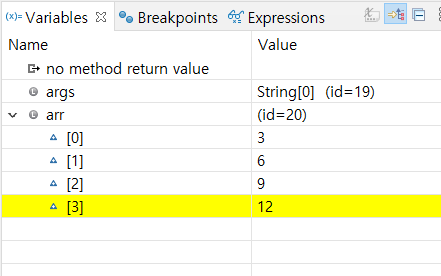 (x)= Variables Breakpoints Expressions
Name Value
no method return value
args String[0] (id=19)
arr (id=20)
[0] 3
[1] 6
[2] 9
[3] 12